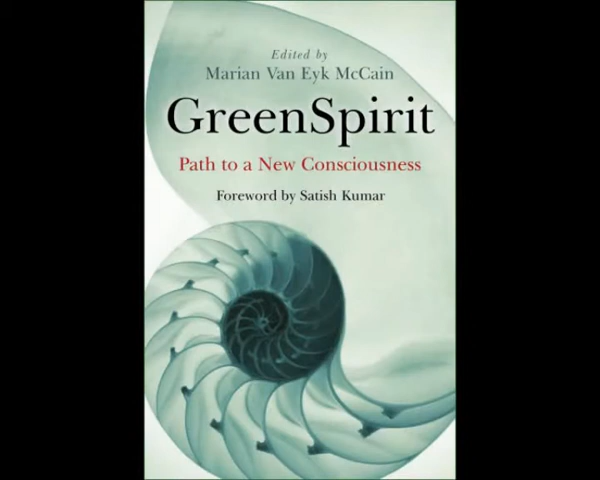 Edited by
Marian Van Eyk McCain
GreenSpirit
Path to a New Consciousness
Foreword by Satish Kumar